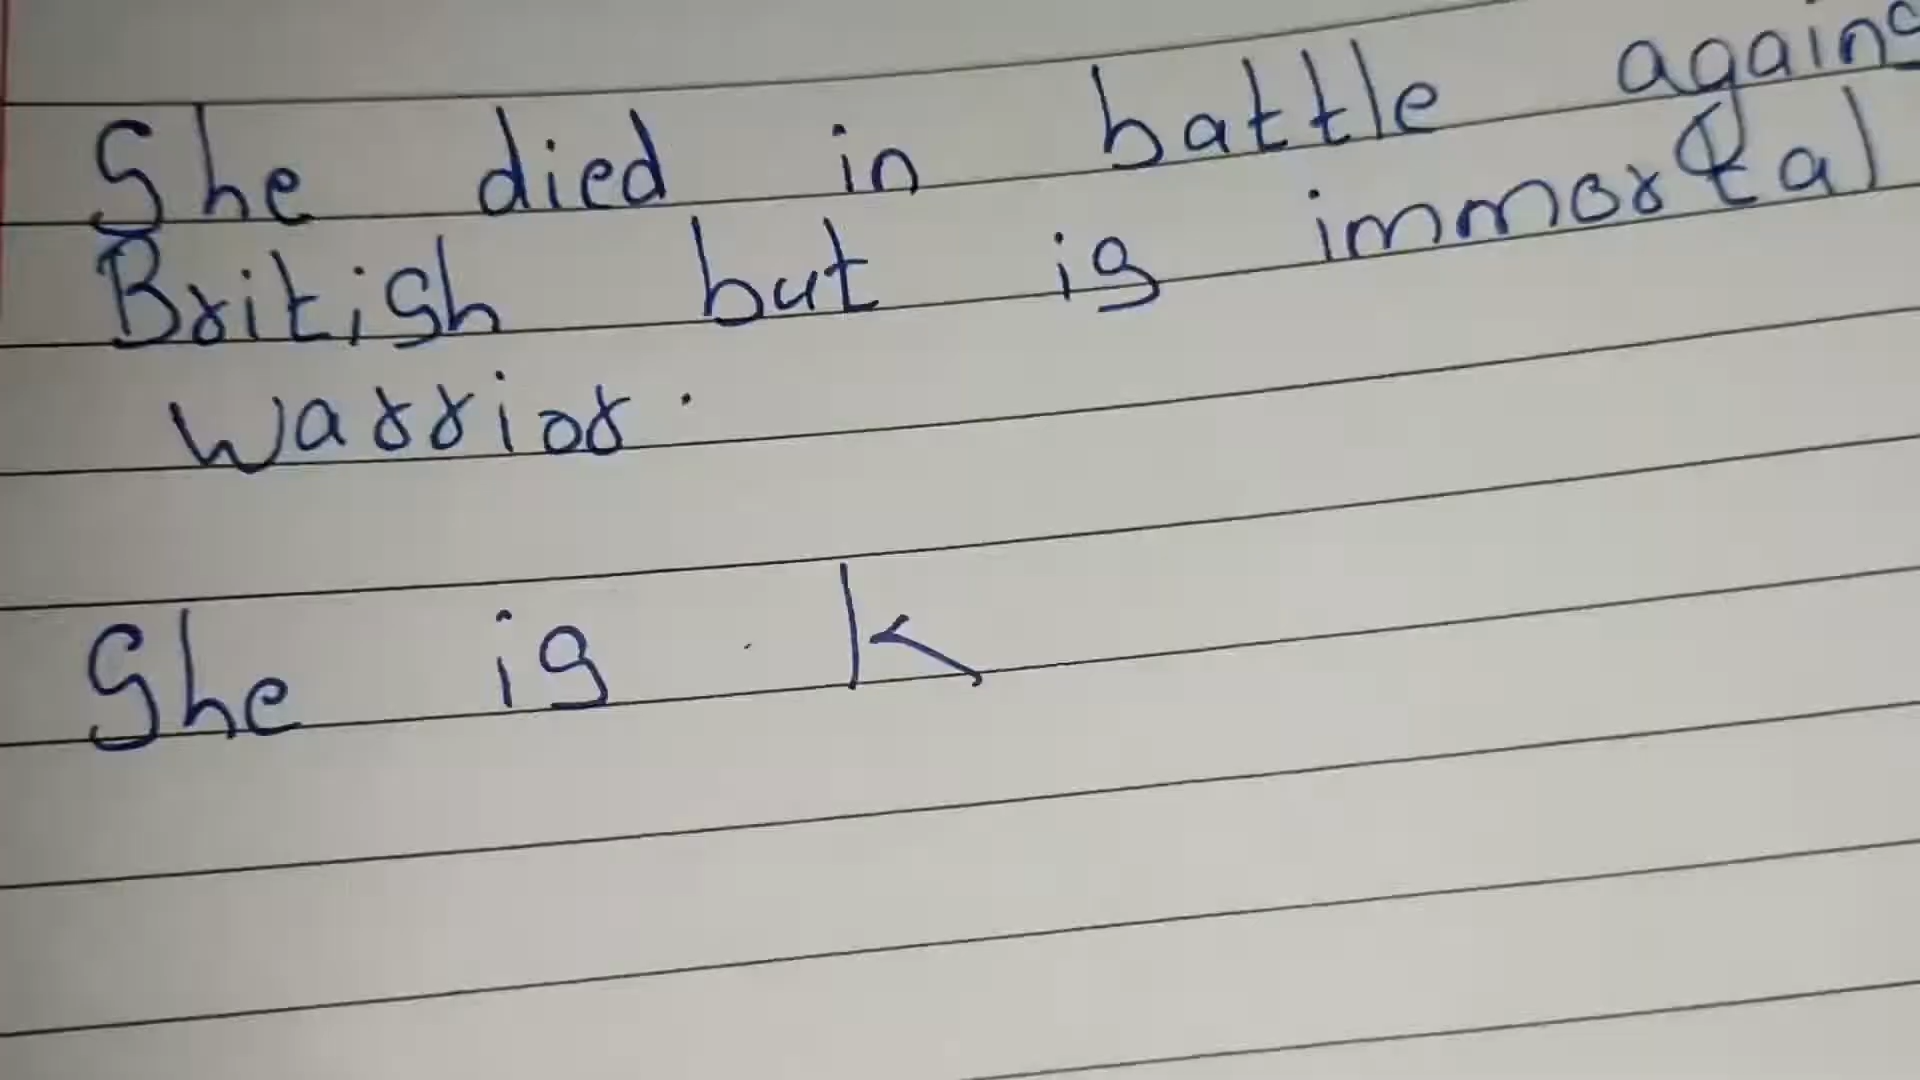 She died in battle agains
British but is immortal
warrior.
She is k